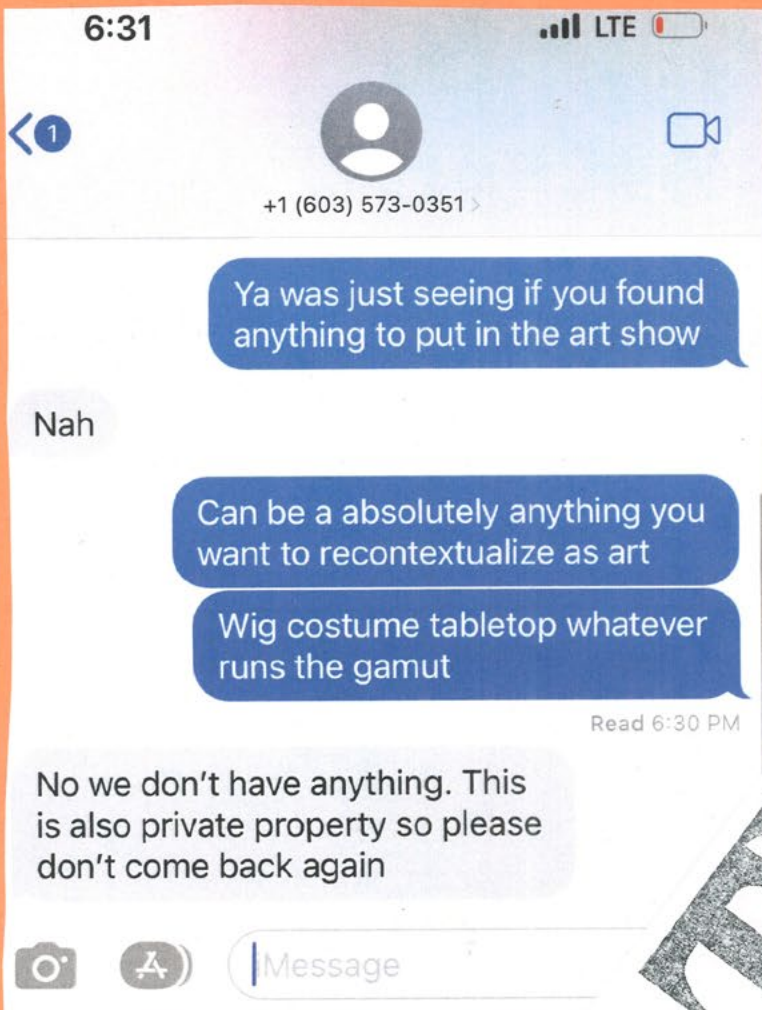 6:31
LTE
1
+1 (603) 573-0351
Ya was just seeing if you found
anything to put in the art show
Nah
Can be a absolutely anything you
want to recontextualize as art
Wig costume tabletop whatever
runs the gamut
Read 6:30 PM
No we don't have anything. This
is also private property so please
don't come back again
iMessage